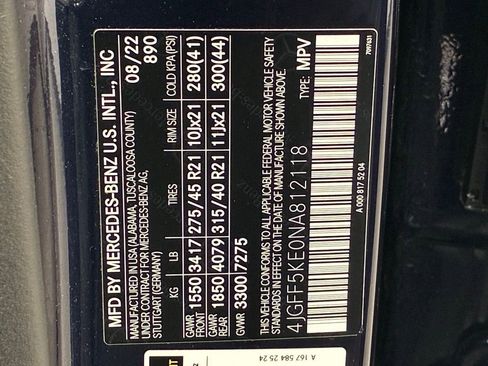 MFD BY MERCEDES-BENZ U.S. INTL., INC
MANUFACTURED IN USA (ALABAMA, TUSCALOOSA COUNTY)
UNDER CONTRACT FOR MERCEDES-BENZ AG.
08/22
890
KG LB TIRES RIM SIZE COLD KPA (PSI)
GAWR FRONT 1550 3417 275/45 R21 10Jx21 280(41)
GAWR REAR 1850 4079 315/40 R21 11Jx21 300(44)
GVWR 3300\7275
THIS VEHICLE CONFORMS TO ALL APPLICABLE FEDERAL MOTOR VEHICLE SAFETY
STANDARDS IN EFFECT ON THE DATE OF MANUFACTURE SHOWN ABOVE.
4JGFF5KE0NA812118 TYPE: MPV
A 000 817 52 04
A 167 584 25 24